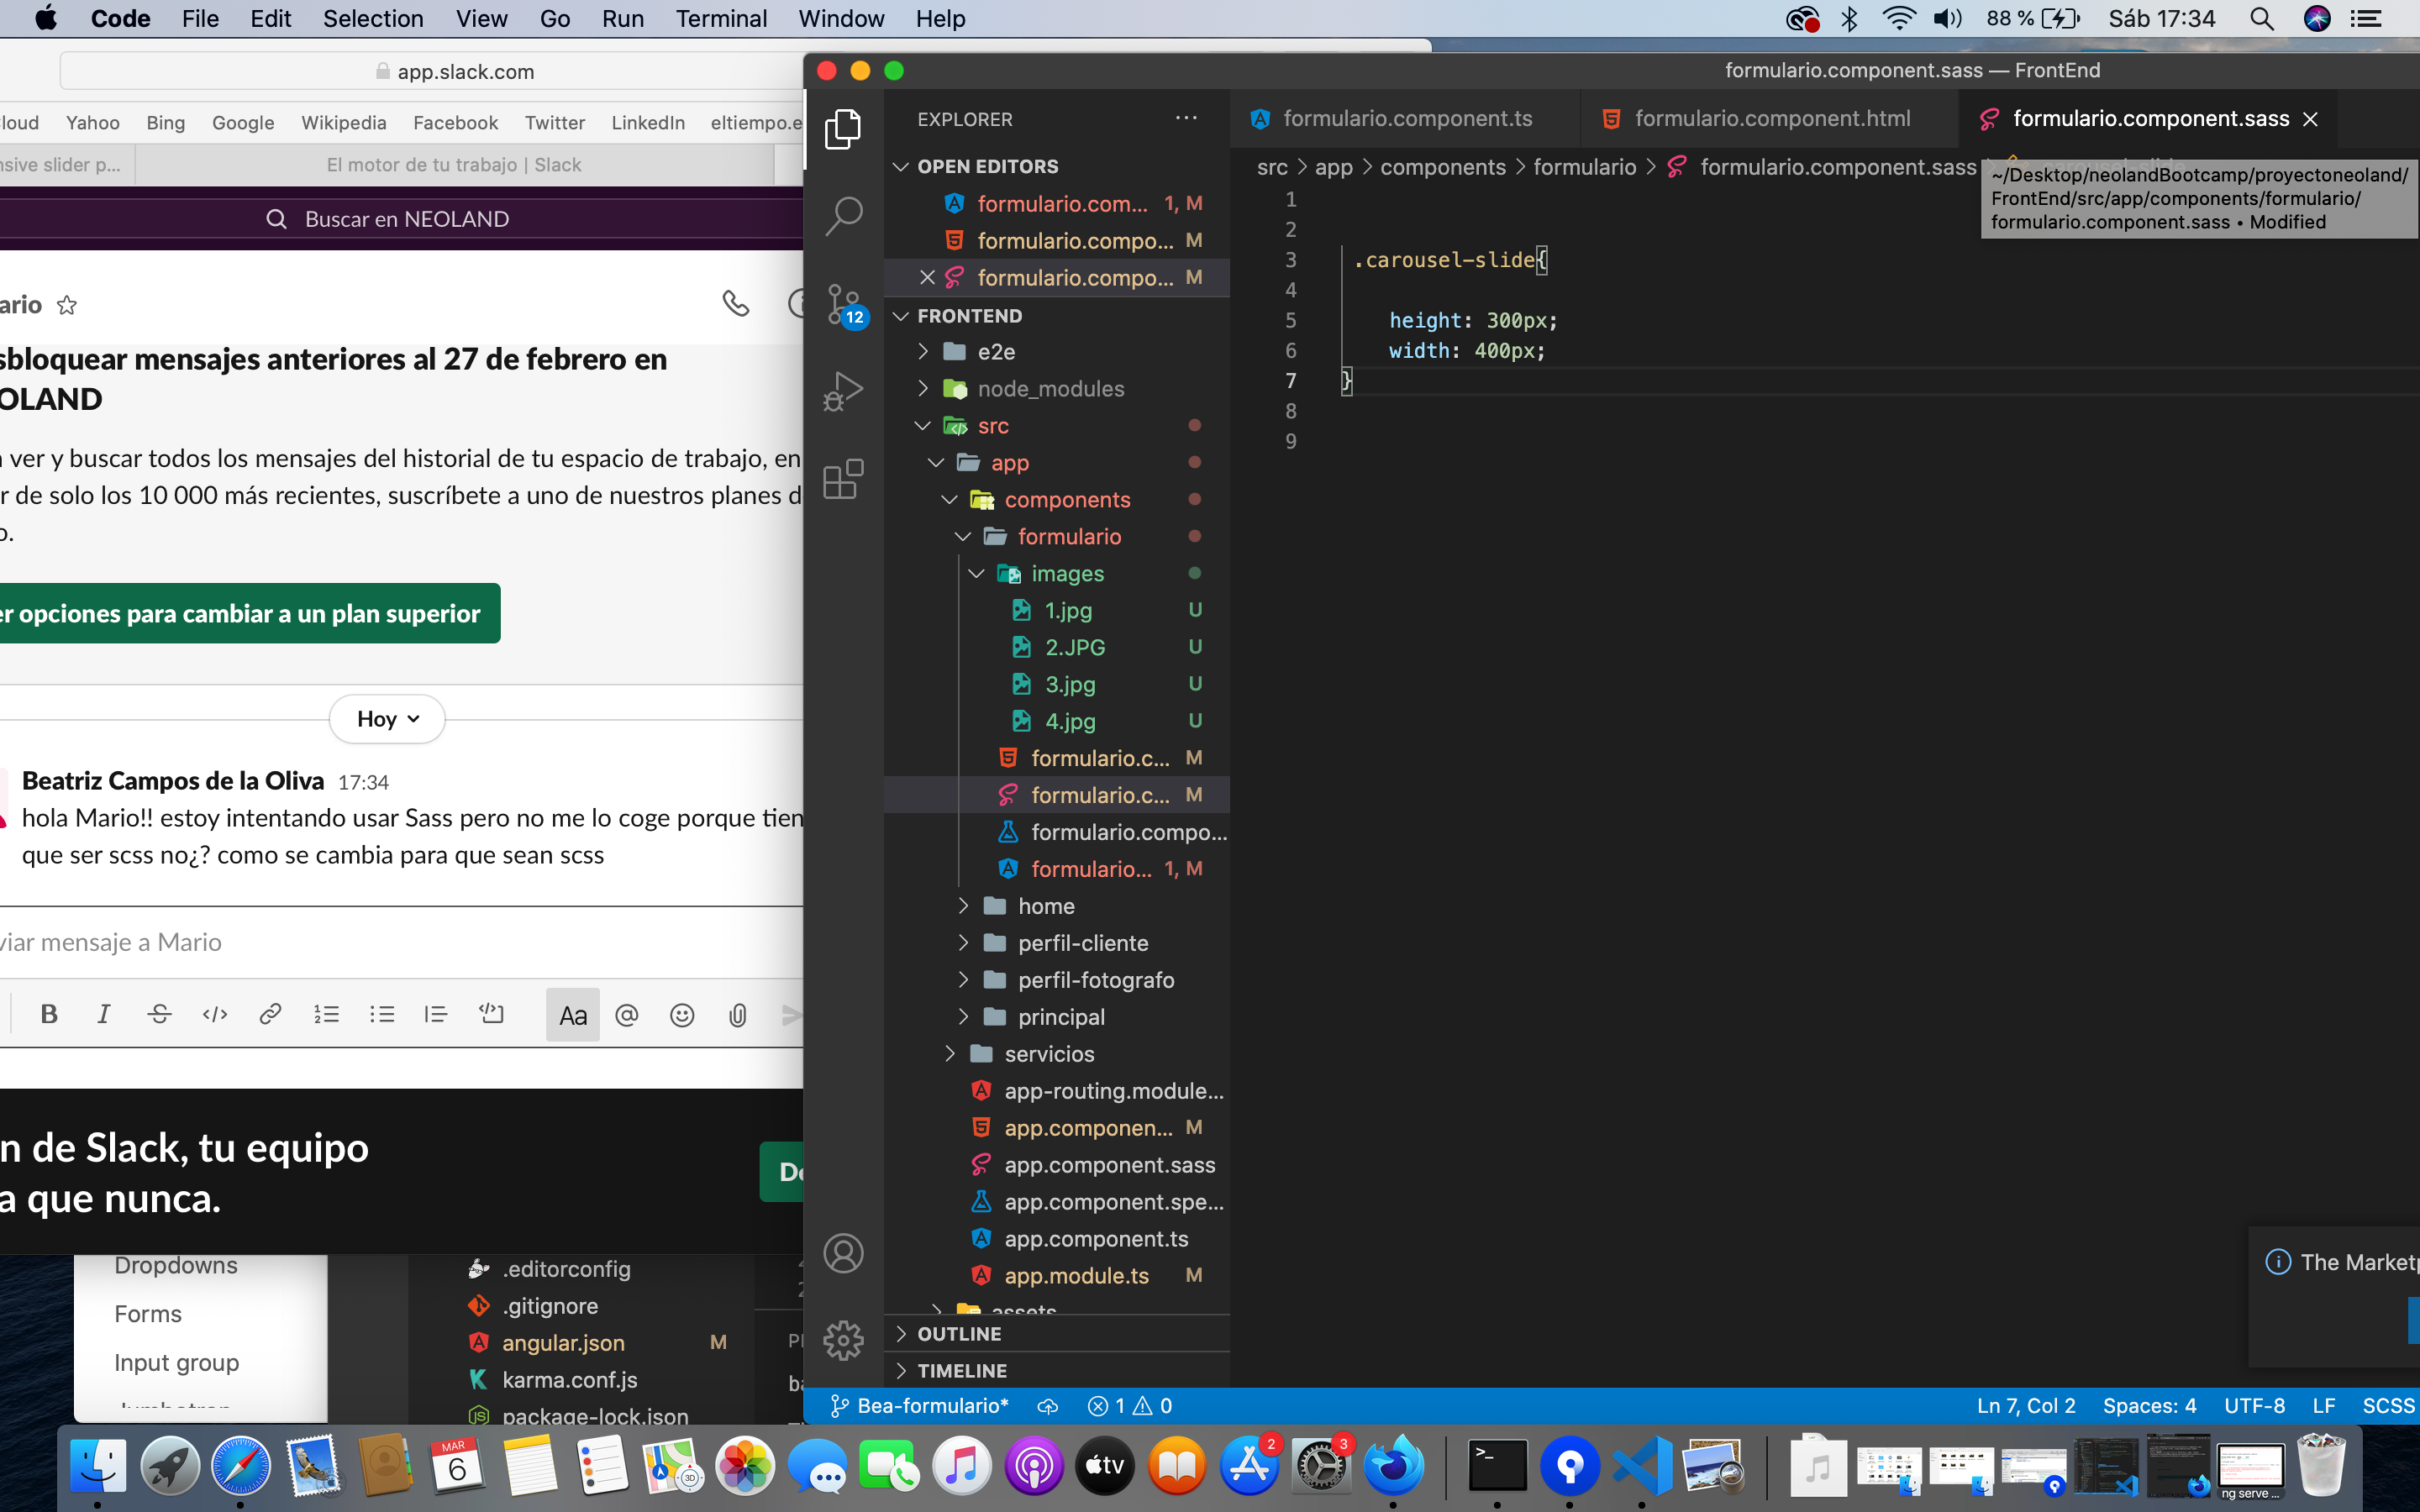 Code File Edit Selection View Go Run Terminal Window Help 88 % Sáb 17:34
app.slack.com
loud Yahoo Bing Google Wikipedia Facebook Twitter LinkedIn eltiempo.e
nsive slider p... El motor de tu trabajo | Slack
Buscar en NEOLAND
ario
sbloquear mensajes anteriores al 27 de febrero en
OLAND
ver y buscar todos los mensajes del historial de tu espacio de trabajo, en
r de solo los 10 000 más recientes, suscríbete a uno de nuestros planes d
o.
er opciones para cambiar a un plan superior
Hoy
Beatriz Campos de la Oliva 17:34
hola Mario!! estoy intentando usar Sass pero no me lo coge porque tien
que ser scss no¿? como se cambia para que sean scss
viar mensaje a Mario
B I S </> Aa @
n de Slack, tu equipo
a que nunca.
De
Dropdowns
Forms
Input group
.editorconfig
.gitignore
angular.json M
karma.conf.js
package-lock.json
formulario.component.sass — FrontEnd
EXPLORER ...
OPEN EDITORS
formulario.com... 1, M
formulario.compo... M
formulario.compo... M
FRONTEND
e2e
node_modules
src
app
components
formulario
images
1.jpg U
2.JPG U
3.jpg U
4.jpg U
formulario.c... M
formulario.c... M
formulario.compo...
formulario... 1, M
home
perfil-cliente
perfil-fotografo
principal
servicios
app-routing.module...
app.componen... M
app.component.sass
app.component.spe...
app.component.ts
app.module.ts M
assets
OUTLINE
TIMELINE
12
formulario.component.ts formulario.component.html formulario.component.sass
src > app > components > formulario > formulario.component.sass
~/Desktop/neolandBootcamp/proyectoneoland/
FrontEnd/src/app/components/formulario/
formulario.component.sass • Modified
1
2
3 .carousel-slide{
4
5 height: 300px;
6 width: 400px;
7 }
8
9
The Marketp
Bea-formulario* 1 0 Ln 7, Col 2 Spaces: 4 UTF-8 LF SCSS
MAR
6
3D
tv
2
3
>_
ng serve ...